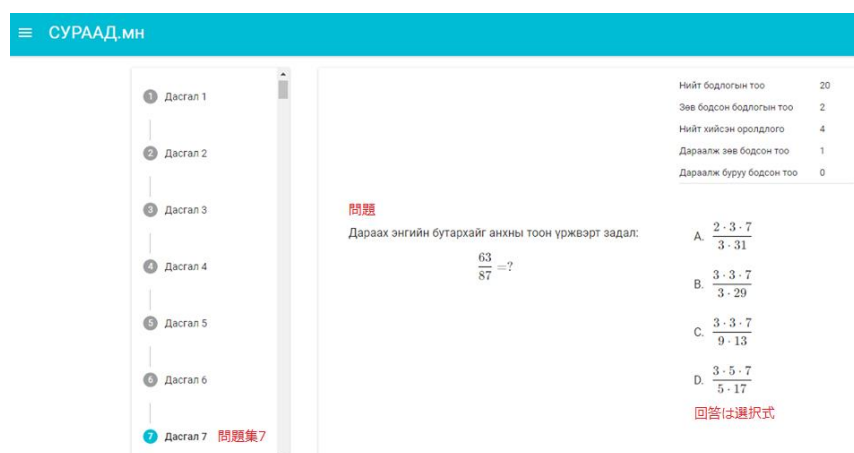 СУРААД.мн
Дасгал 1
Дасгал 2
Дасгал 3
Дасгал 4
Дасгал 5
Дасгал 6
Дасгал 7 問題集7
Нийт бодлогын тоо 20
Зөв бодсон бодлогын тоо 2
Нийт хийсэн оролдлого 4
Дараалж зөв бодсон тоо 1
Дараалж буруу бодсон тоо 0
問題
Дараах энгийн бутархайг анхны тоон үржвэрт задал:
63/87 =?
A. 2 · 3 · 7 / 3 · 31
B. 3 · 3 · 7 / 3 · 29
C. 3 · 3 · 7 / 9 · 13
D. 3 · 5 · 7 / 5 · 17
回答は選択式